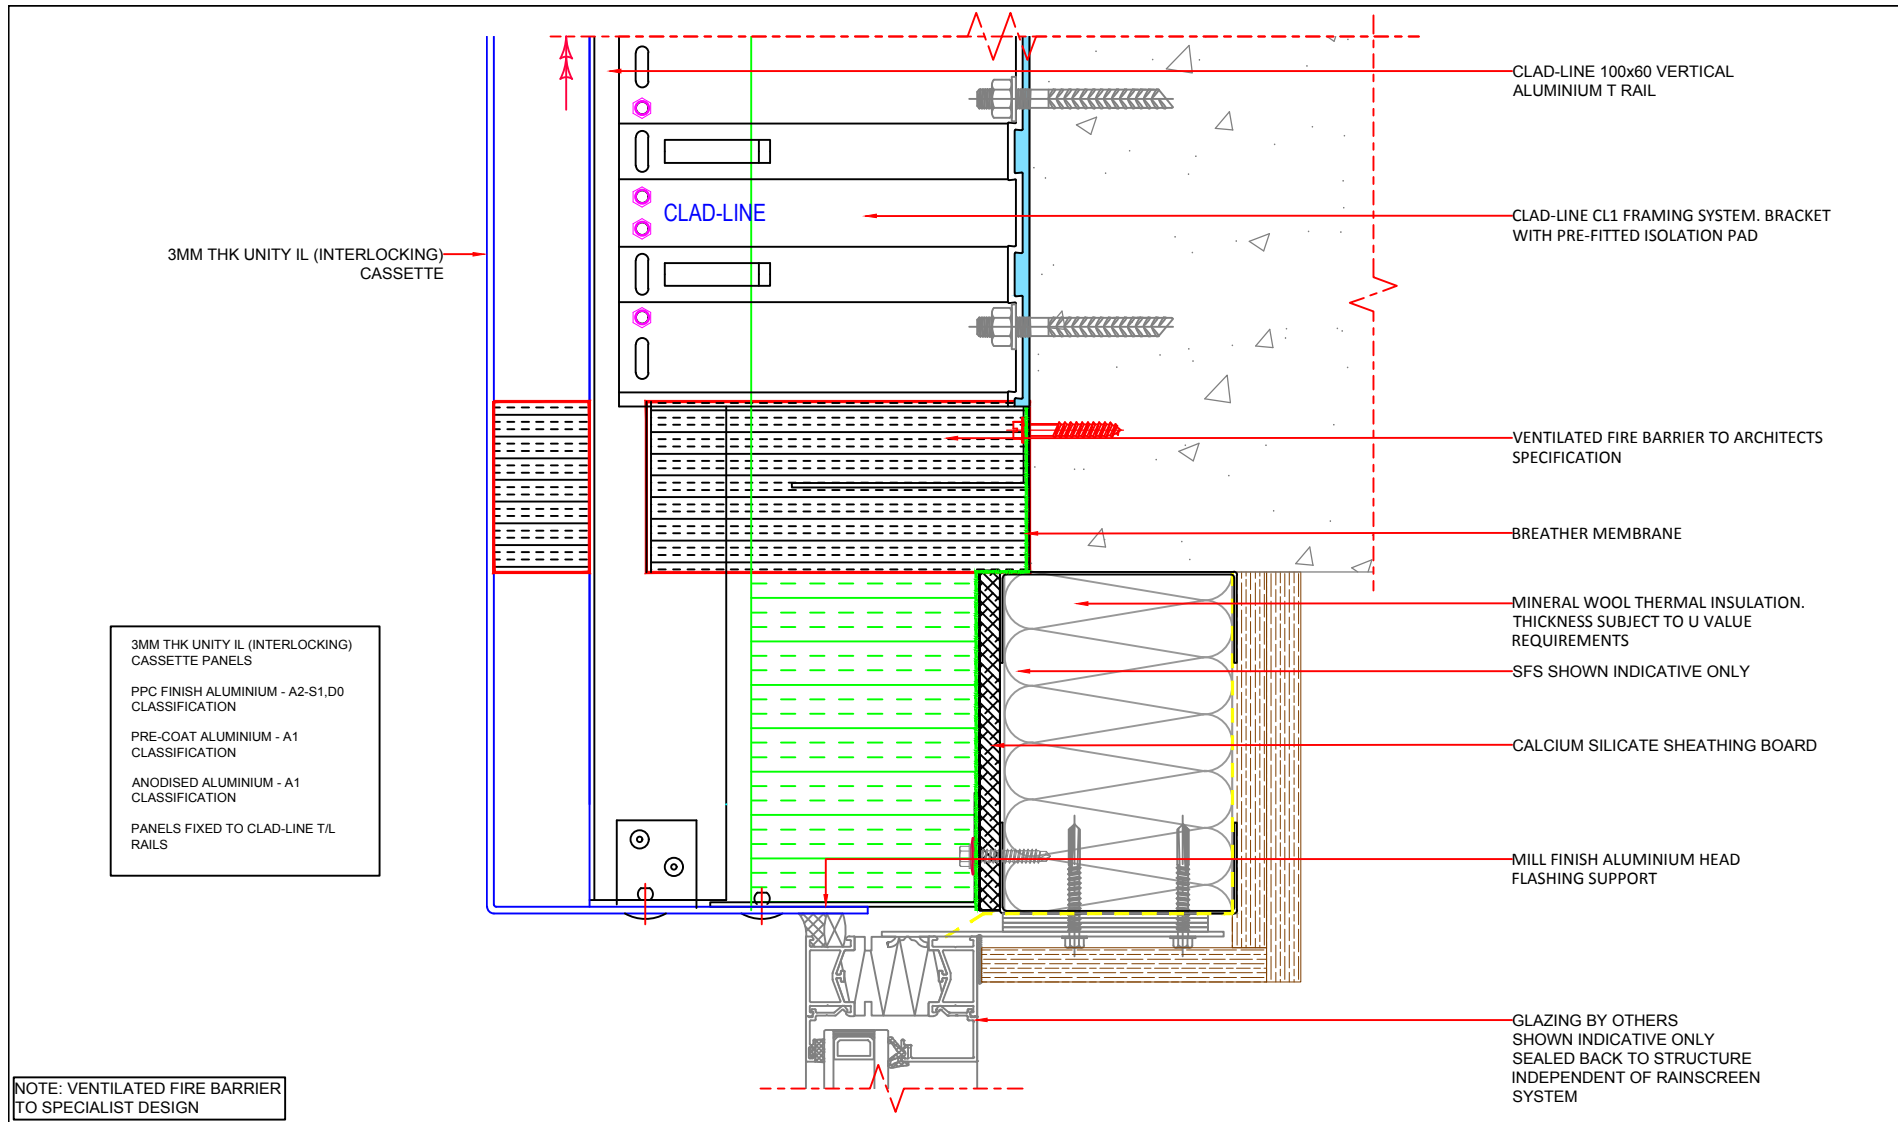 CLAD-LINE 100x60 VERTICAL
ALUMINIUM T RAIL
CLAD-LINE
CLAD-LINE CL1 FRAMING SYSTEM. BRACKET
WITH PRE-FITTED ISOLATION PAD
3MM THK UNITY IL (INTERLOCKING)
CASSETTE
VENTILATED FIRE BARRIER TO ARCHITECTS
SPECIFICATION
BREATHER MEMBRANE
MINERAL WOOL THERMAL INSULATION.
THICKNESS SUBJECT TO U VALUE
REQUIREMENTS
SFS SHOWN INDICATIVE ONLY
3MM THK UNITY IL (INTERLOCKING)
CASSETTE PANELS
PPC FINISH ALUMINIUM - A2-S1,D0
CLASSIFICATION
PRE-COAT ALUMINIUM - A1
CLASSIFICATION
ANODISED ALUMINIUM - A1
CLASSIFICATION
PANELS FIXED TO CLAD-LINE T/L
RAILS
CALCIUM SILICATE SHEATHING BOARD
MILL FINISH ALUMINIUM HEAD
FLASHING SUPPORT
GLAZING BY OTHERS
SHOWN INDICATIVE ONLY
SEALED BACK TO STRUCTURE
INDEPENDENT OF RAINSCREEN
SYSTEM
NOTE: VENTILATED FIRE BARRIER
TO SPECIALIST DESIGN